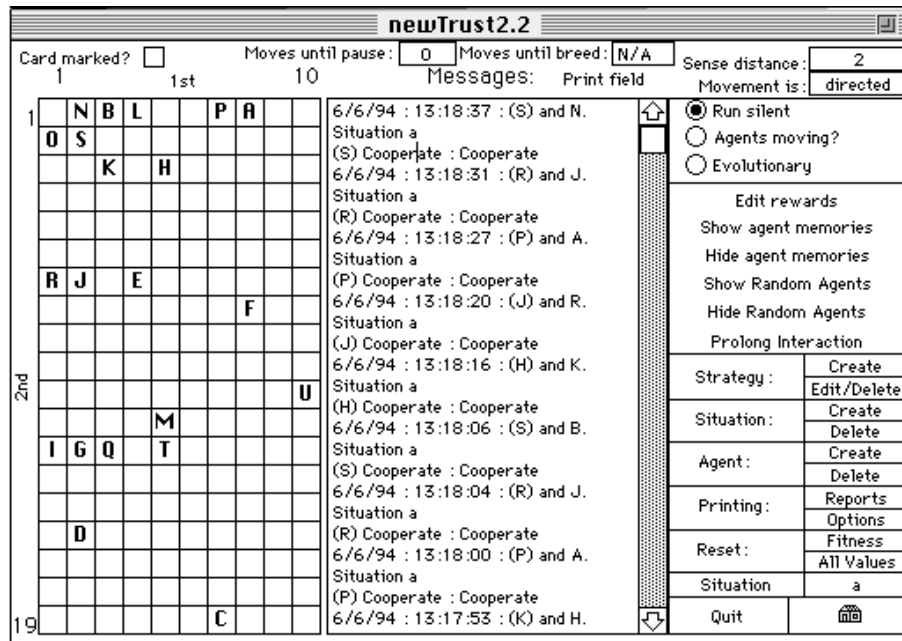 newTrust2.2
Card marked?
Moves until pause: 0 Moves until breed: N/A
Sense distance: 2
1 1st 10
Messages: Print field
Movement is: directed
1
N B L P A
O S
K H
R J E
F
2nd
U
M
I G Q T
D
19
C
6/6/94 : 13:18:37 : (S) and N.
Situation a
(S) Cooperate : Cooperate
6/6/94 : 13:18:31 : (R) and J.
Situation a
(R) Cooperate : Cooperate
6/6/94 : 13:18:27 : (P) and A.
Situation a
(P) Cooperate : Cooperate
6/6/94 : 13:18:20 : (J) and R.
Situation a
(J) Cooperate : Cooperate
6/6/94 : 13:18:16 : (H) and K.
Situation a
(H) Cooperate : Cooperate
6/6/94 : 13:18:06 : (S) and B.
Situation a
(S) Cooperate : Cooperate
6/6/94 : 13:18:04 : (R) and J.
Situation a
(R) Cooperate : Cooperate
6/6/94 : 13:18:00 : (P) and A.
Situation a
(P) Cooperate : Cooperate
6/6/94 : 13:17:53 : (K) and H.
Run silent
Agents moving?
Evolutionary
Edit rewards
Show agent memories
Hide agent memories
Show Random Agents
Hide Random Agents
Prolong Interaction
Strategy : Create
Edit/Delete
Situation : Create
Delete
Agent : Create
Delete
Printing : Reports
Options
Reset : Fitness
All Values
Situation a
Quit